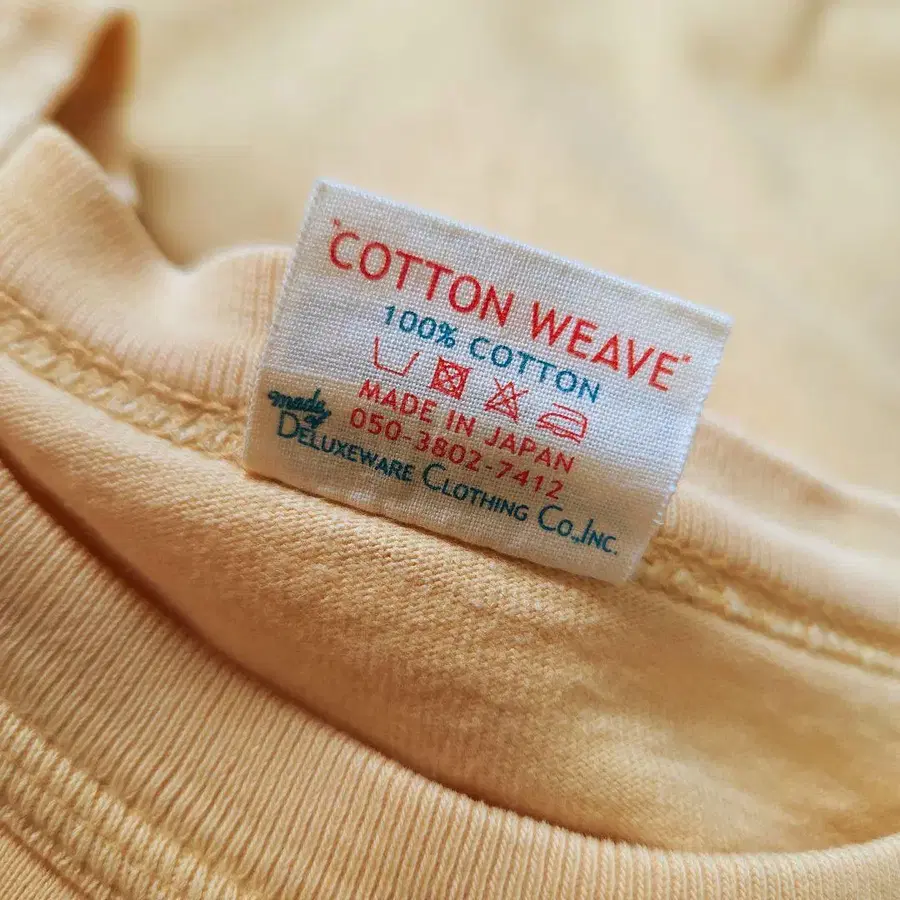 "COTTON WEAVE"
100% COTTON
MADE IN JAPAN
050-3802-7412
made by
DELUXEWARE CLOTHING CO.,INC.